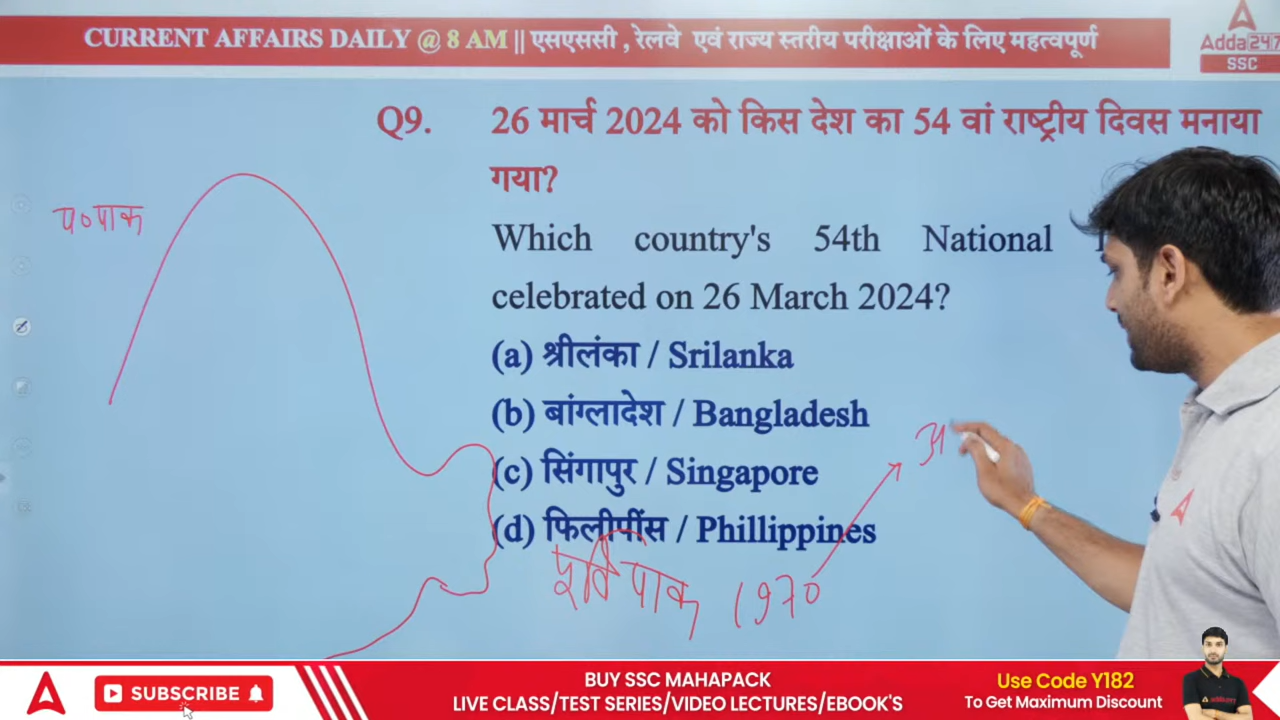 CURRENT AFFAIRS DAILY @ 8 AM || एसएससी , रेलवे एवं राज्य स्तरीय परीक्षाओं के लिए महत्वपूर्ण
Adda 247
SSC
Q9. 26 मार्च 2024 को किस देश का 54 वां राष्ट्रीय दिवस मनाया
गया?
प०पाक
Which country's 54th National
celebrated on 26 March 2024?
(a) श्रीलंका / Srilanka
(b) बांग्लादेश / Bangladesh
(c) सिंगापुर / Singapore
(d) फिलीपींस / Phillippines
पूर्वि पाक 1970
BUY SSC MAHAPACK
SUBSCRIBE
LIVE CLASS/TEST SERIES/VIDEO LECTURES/EBOOK'S
Use Code Y182
To Get Maximum Discount